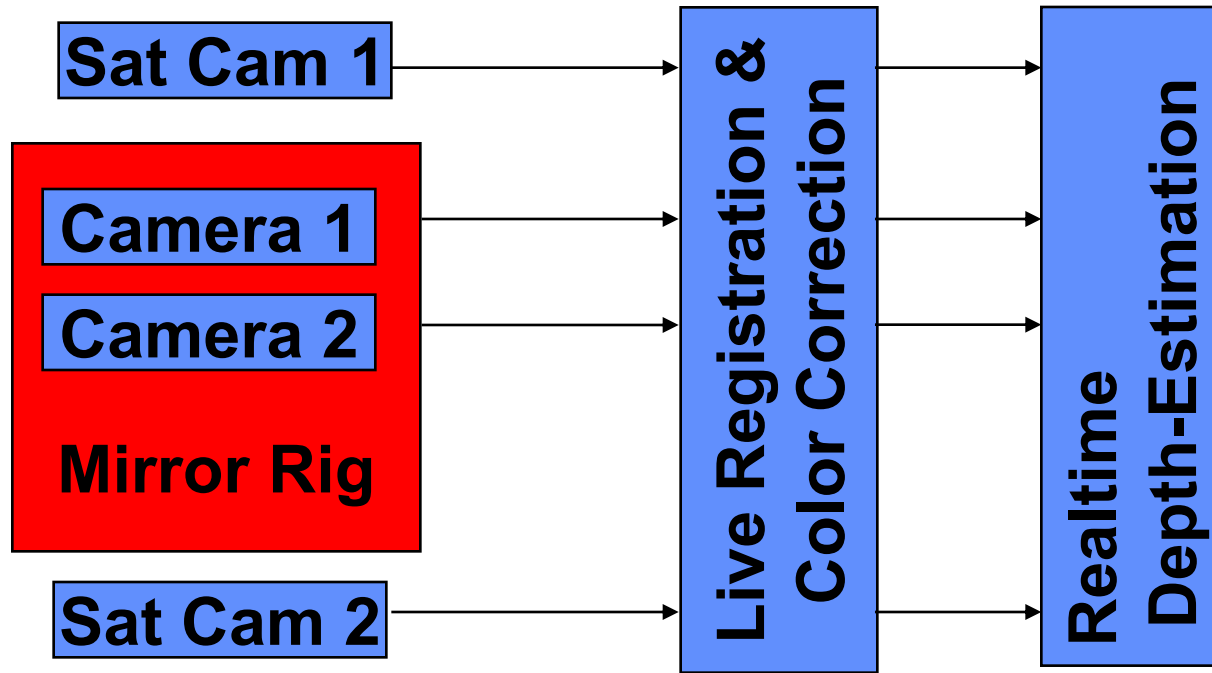 Sat Cam 1
Camera 1
Camera 2
Mirror Rig
Sat Cam 2
Live Registration &
Color Correction
Realtime
Depth-Estimation